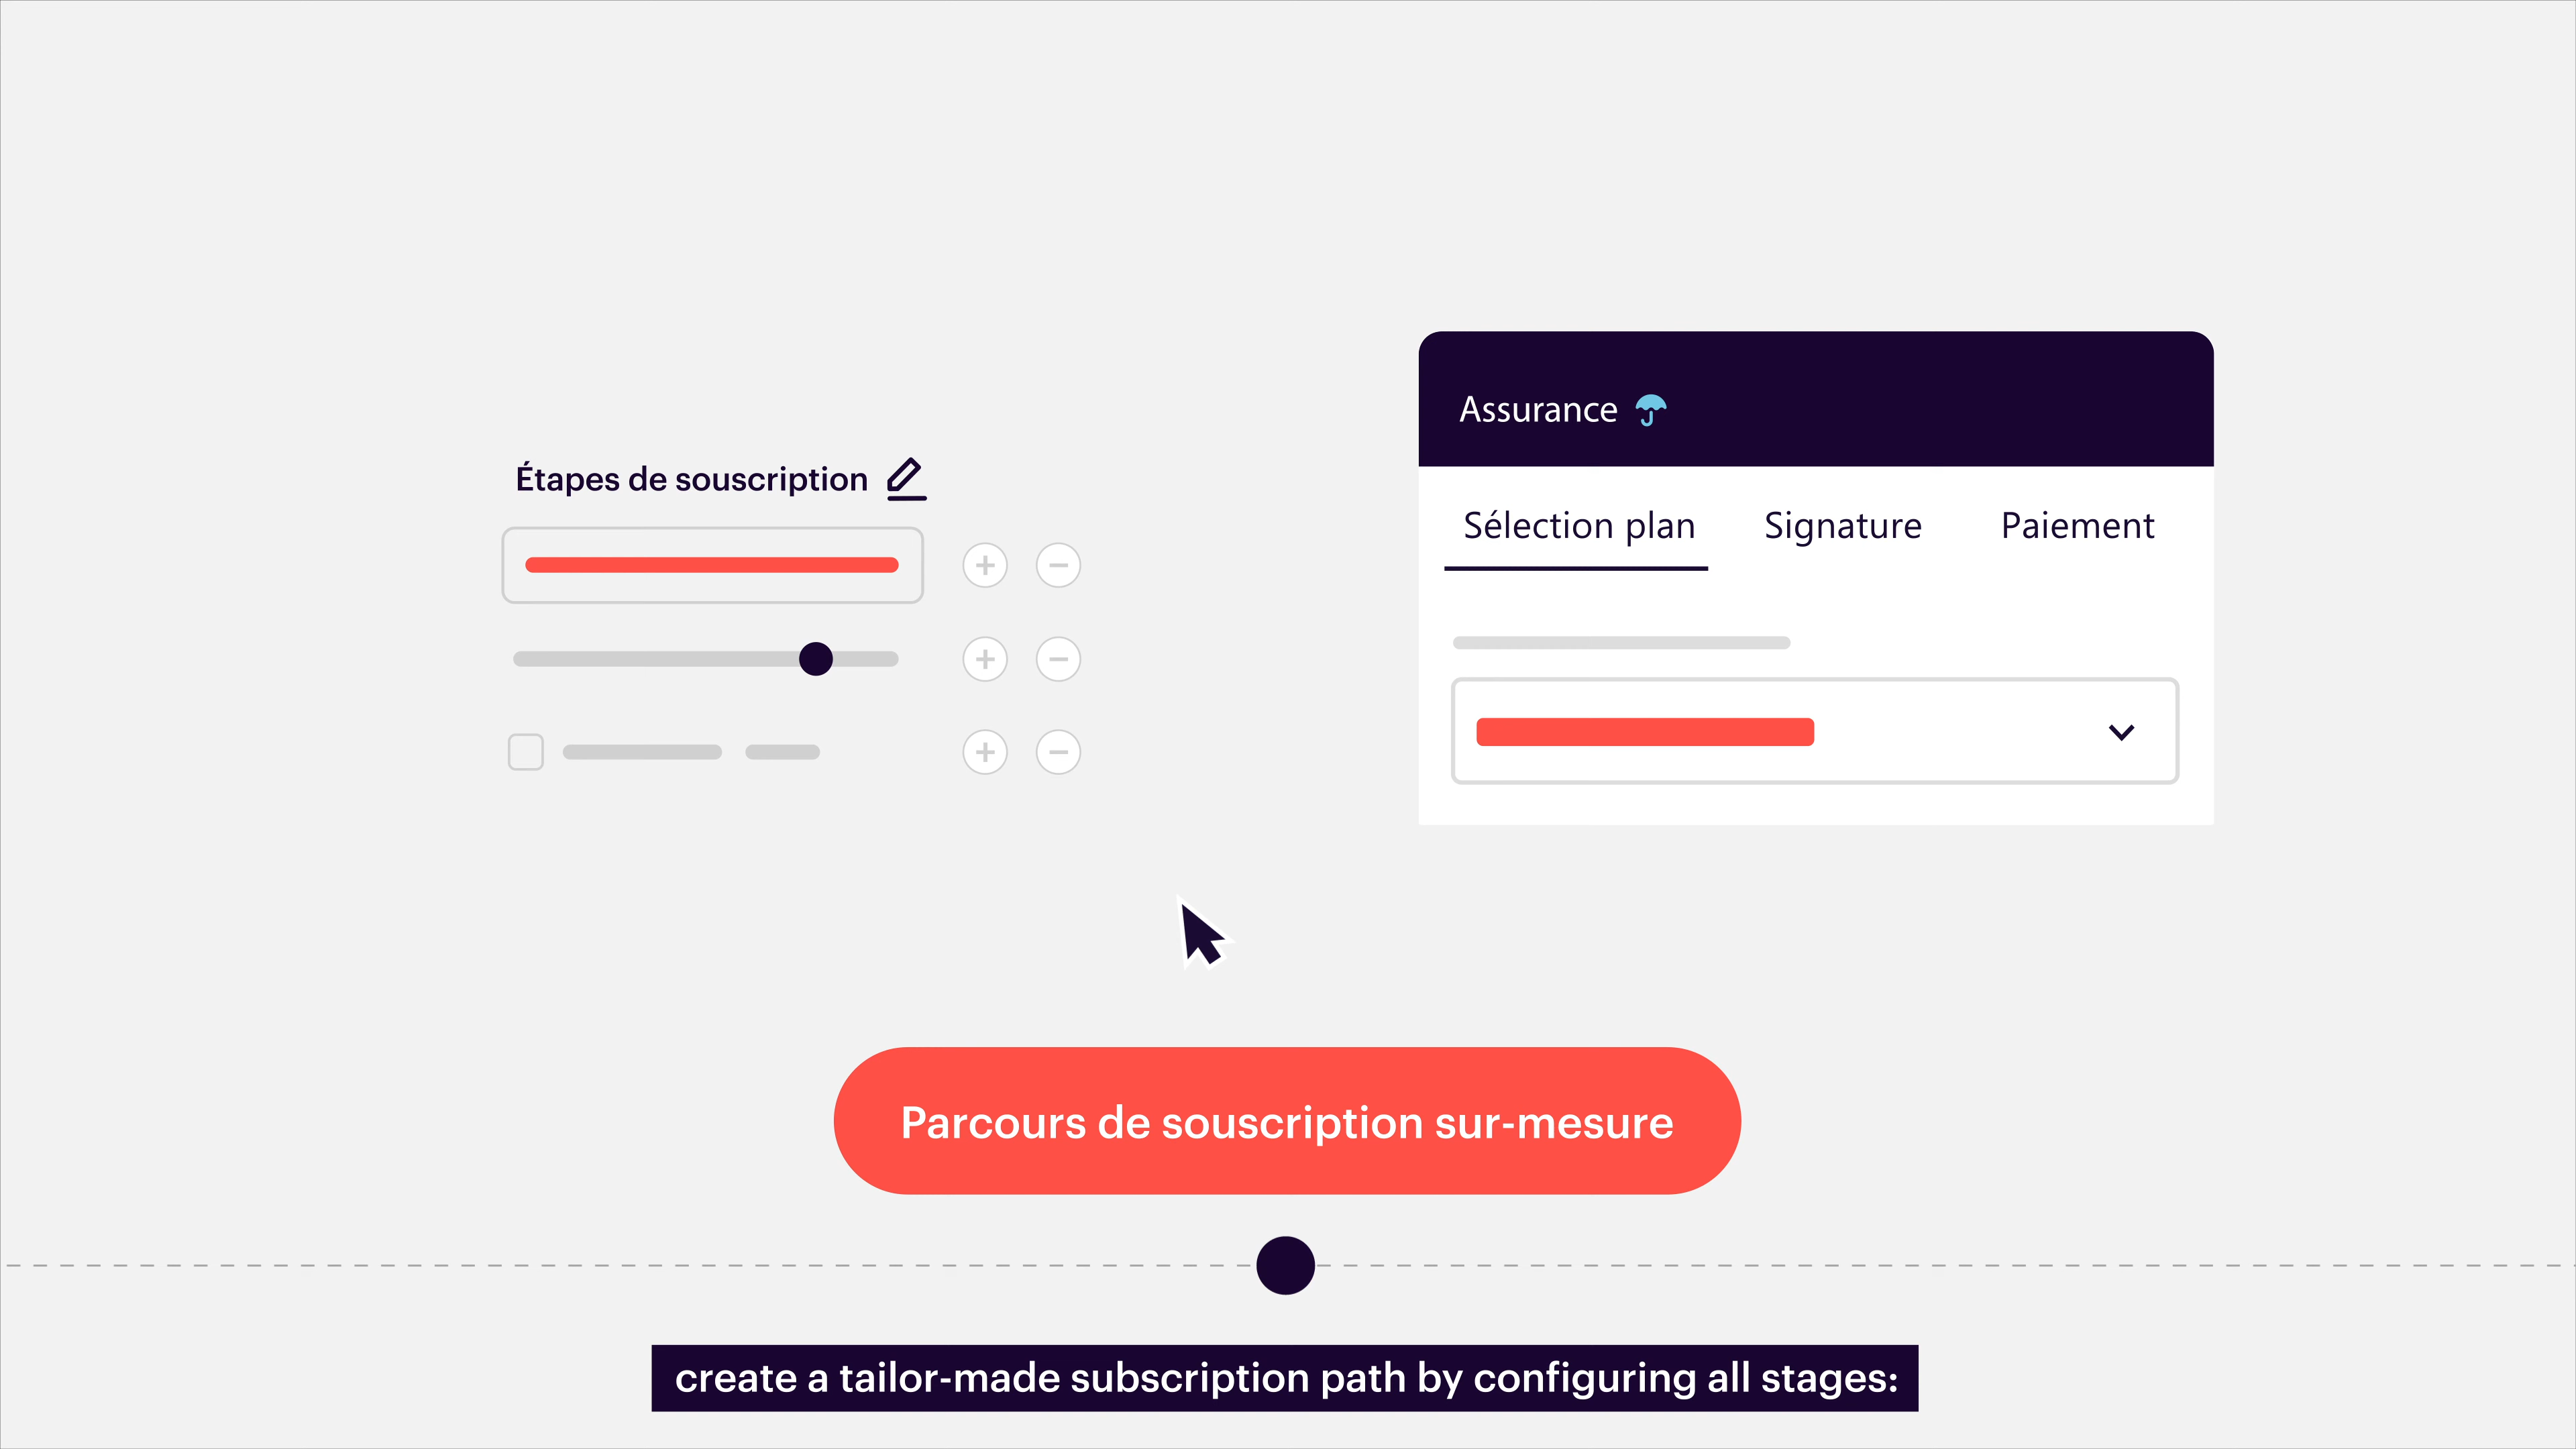 Assurance
Étapes de souscription
Sélection plan
Signature
Paiement
Parcours de souscription sur-mesure
create a tailor-made subscription path by configuring all stages: